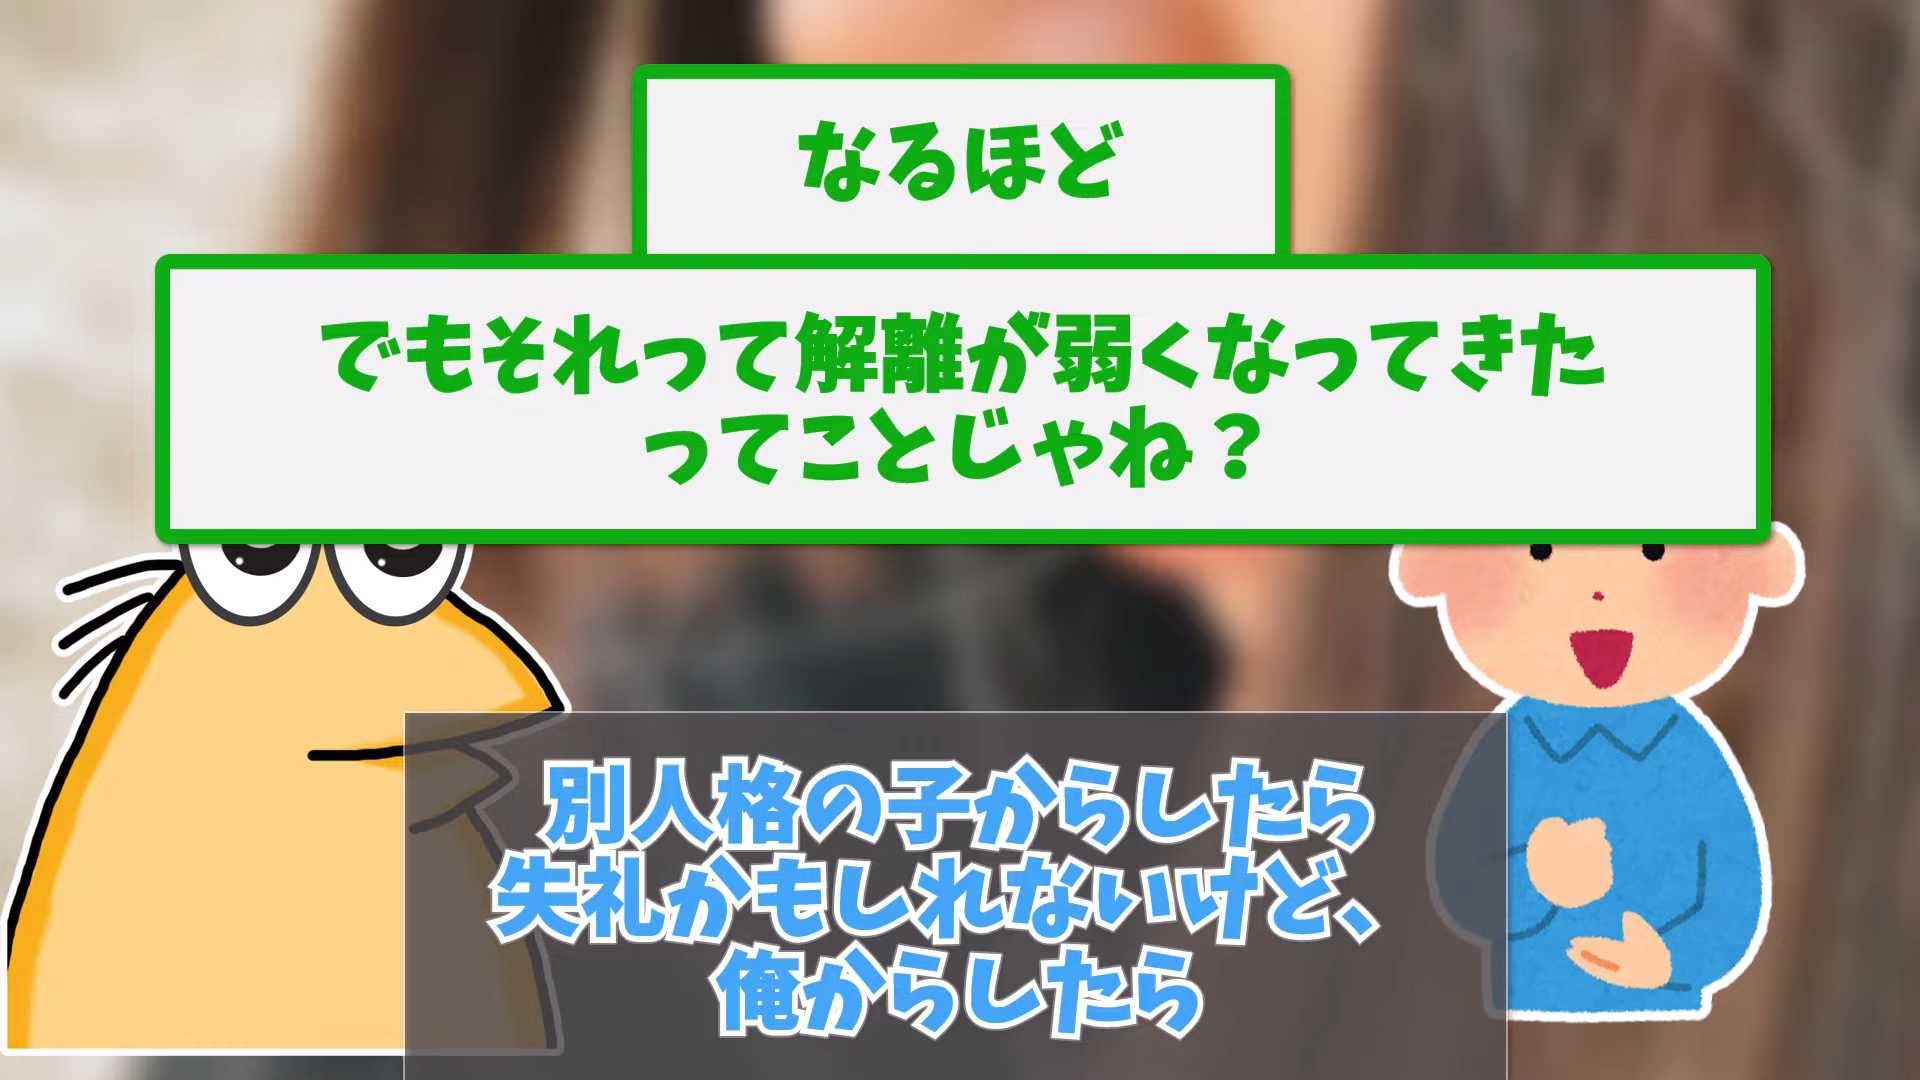 なるほど
でもそれって解離が弱くなってきた
ってことじゃね？
別人格の子からしたら
失礼かもしれないけど、
俺からしたら